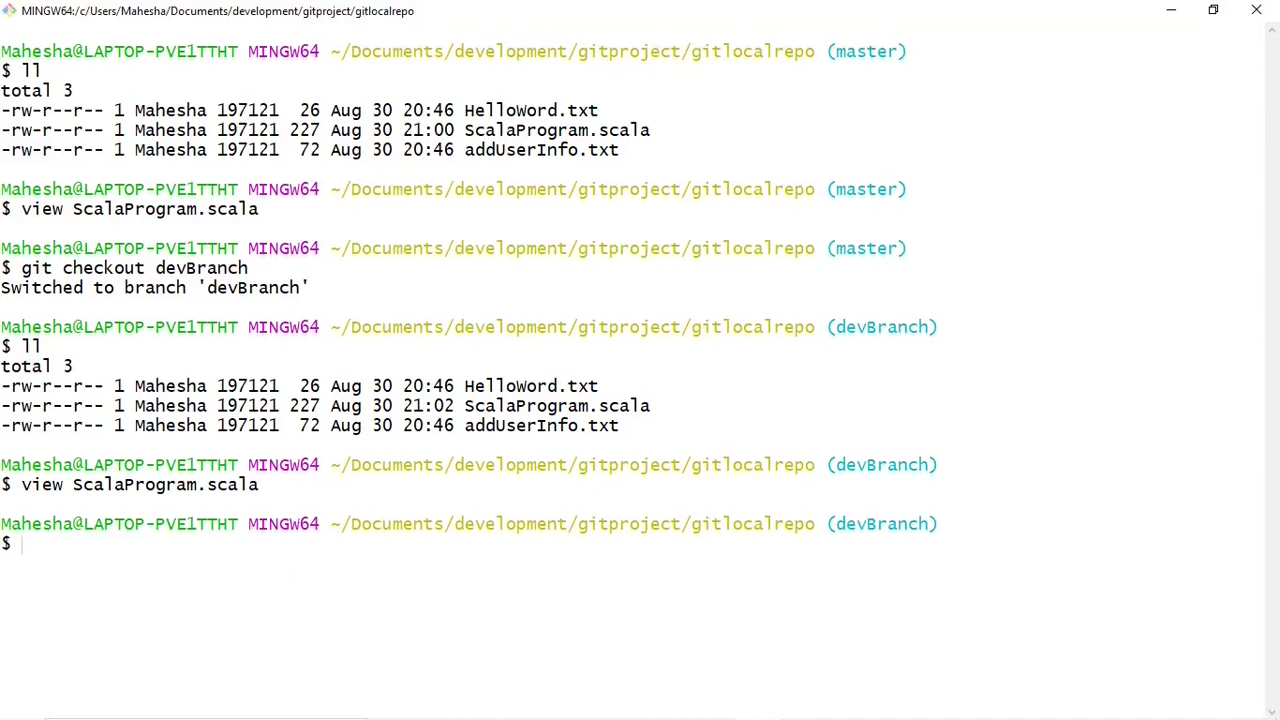 MINGW64:/c/Users/Mahesha/Documents/development/gitproject/gitlocalrepo
Mahesha@LAPTOP-PVE1TTHT MINGW64 ~/Documents/development/gitproject/gitlocalrepo (master)
$ ll
total 3
-rw-r--r-- 1 Mahesha 197121  26 Aug 30 20:46 HelloWord.txt
-rw-r--r-- 1 Mahesha 197121 227 Aug 30 21:00 ScalaProgram.scala
-rw-r--r-- 1 Mahesha 197121  72 Aug 30 20:46 addUserInfo.txt
Mahesha@LAPTOP-PVE1TTHT MINGW64 ~/Documents/development/gitproject/gitlocalrepo (master)
$ view ScalaProgram.scala
Mahesha@LAPTOP-PVE1TTHT MINGW64 ~/Documents/development/gitproject/gitlocalrepo (master)
$ git checkout devBranch
Switched to branch 'devBranch'
Mahesha@LAPTOP-PVE1TTHT MINGW64 ~/Documents/development/gitproject/gitlocalrepo (devBranch)
$ ll
total 3
-rw-r--r-- 1 Mahesha 197121  26 Aug 30 20:46 HelloWord.txt
-rw-r--r-- 1 Mahesha 197121 227 Aug 30 21:02 ScalaProgram.scala
-rw-r--r-- 1 Mahesha 197121  72 Aug 30 20:46 addUserInfo.txt
Mahesha@LAPTOP-PVE1TTHT MINGW64 ~/Documents/development/gitproject/gitlocalrepo (devBranch)
$ view ScalaProgram.scala
Mahesha@LAPTOP-PVE1TTHT MINGW64 ~/Documents/development/gitproject/gitlocalrepo (devBranch)
$